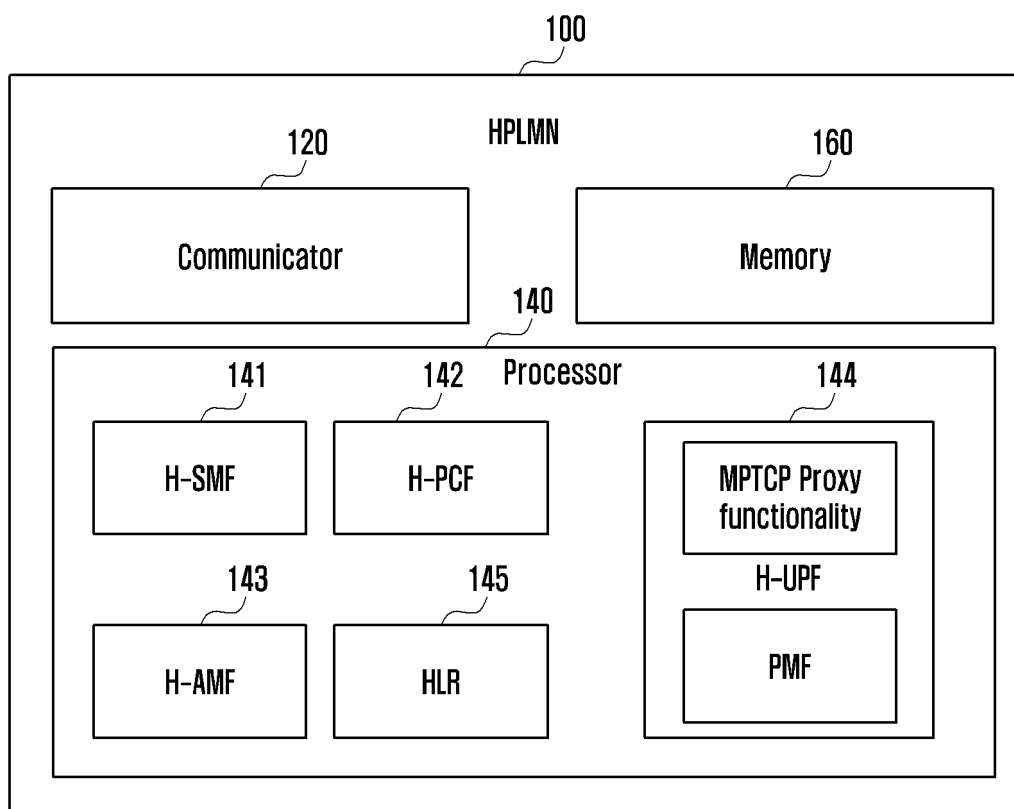 100
HPLMN
120
160
Communicator
Memory
140
Processor
141
142
144
H-SMF
H-PCF
MPTCP Proxy
functionality
H-UPF
143
145
H-AMF
HLR
PMF